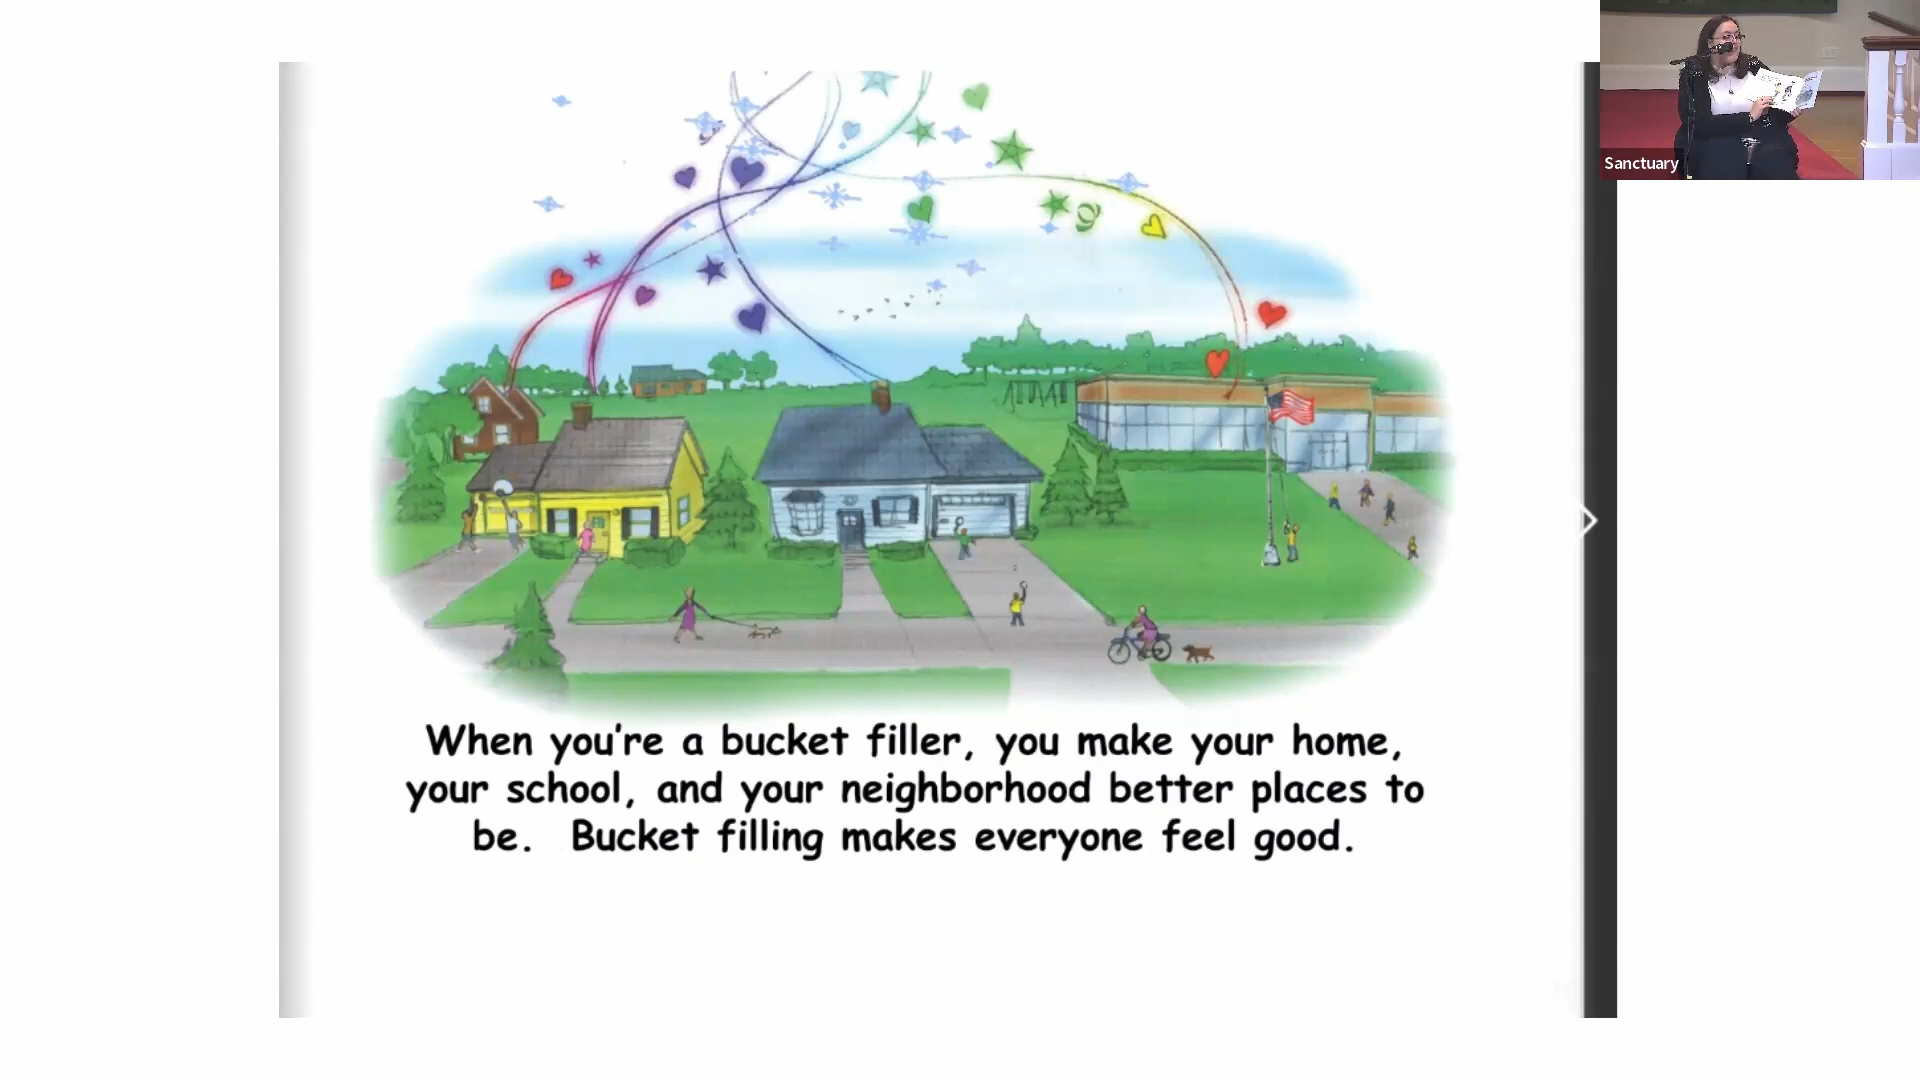 Sanctuary
When you're a bucket filler, you make your home,
your school, and your neighborhood better places to
be. Bucket filling makes everyone feel good.